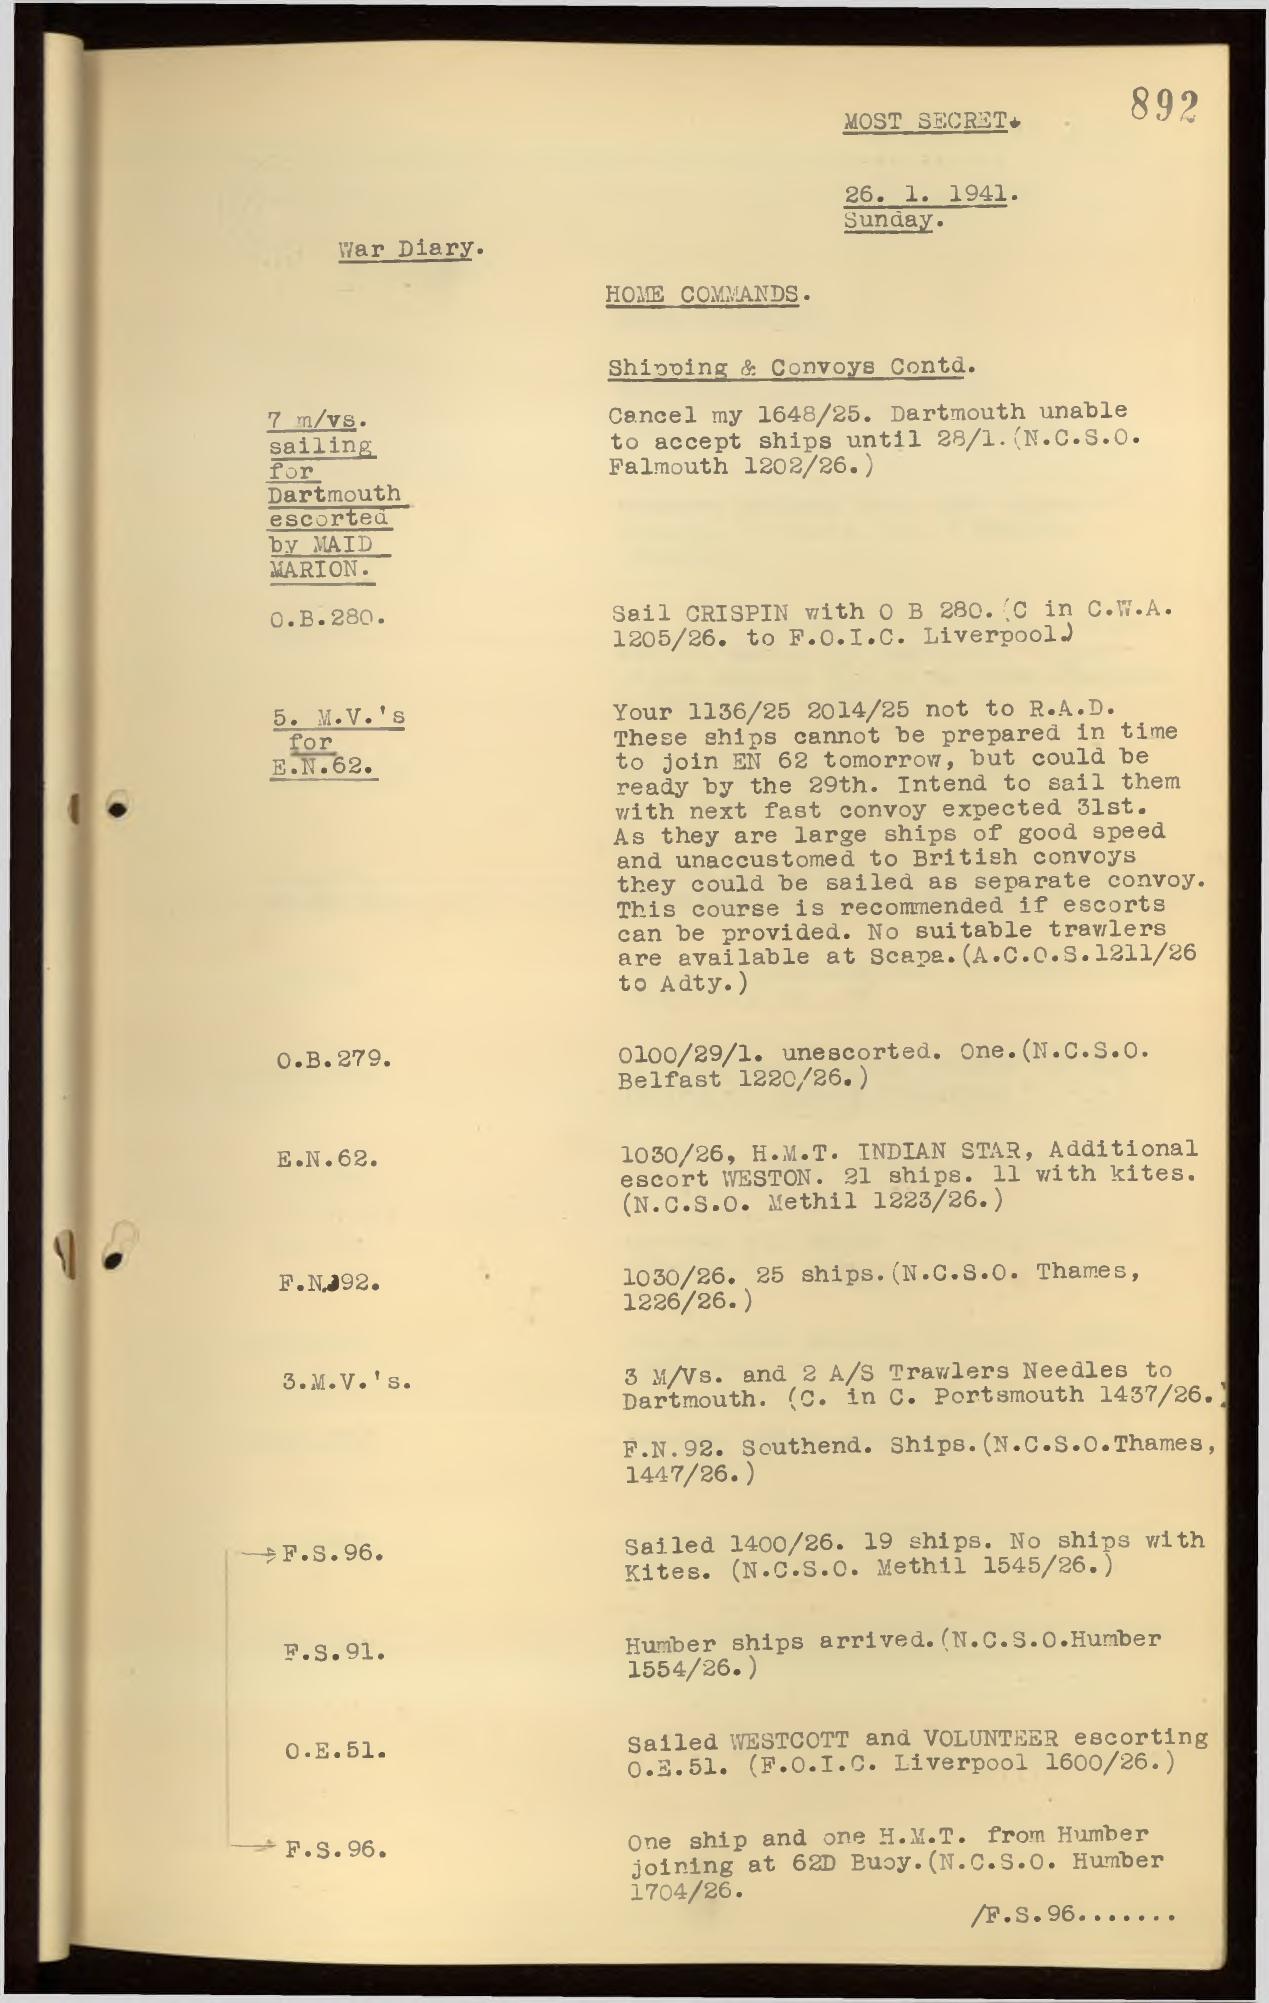 892
MOST SECRET.
26. 1. 1941.
Sunday.
War Diary.
HOME COMMANDS.
Shipping & Convoys Contd.
7 m/vs.
sailing
for
Dartmouth
escorted
by MAID
MARION.
Cancel my 1648/25. Dartmouth unable
to accept ships until 28/1.(N.C.S.O.
Falmouth 1202/26.)
O.B.280.
Sail CRISPIN with O B 280.(C in C.W.A.
1205/26. to F.O.I.C. Liverpool)
5. M.V.'s
for
E.N.62.
Your 1136/25 2014/25 not to R.A.D.
These ships cannot be prepared in time
to join EN 62 tomorrow, but could be
ready by the 29th. Intend to sail them
with next fast convoy expected 31st.
As they are large ships of good speed
and unaccustomed to British convoys
they could be sailed as separate convoy.
This course is recommended if escorts
can be provided. No suitable trawlers
are available at Scapa.(A.C.O.S.1211/26
to Adty.)
O.B.279.
0100/29/1. unescorted. One.(N.C.S.O.
Belfast 1220/26.)
E.N.62.
1030/26, H.M.T. INDIAN STAR, Additional
escort WESTON. 21 ships. 11 with kites.
(N.C.S.O. Methil 1223/26.)
F.N.92.
1030/26. 25 ships.(N.C.S.O. Thames,
1226/26.)
3.M.V.'s.
3 M/Vs. and 2 A/S Trawlers Needles to
Dartmouth. (C. in C. Portsmouth 1437/26.)
F.N.92. Southend. Ships.(N.C.S.O.Thames,
1447/26.)
F.S.96.
Sailed 1400/26. 19 ships. No ships with
Kites. (N.C.S.O. Methil 1545/26.)
F.S.91.
Humber ships arrived.(N.C.S.O.Humber
1554/26.)
O.E.51.
Sailed WESTCOTT and VOLUNTEER escorting
O.E.51. (F.O.I.C. Liverpool 1600/26.)
F.S.96.
One ship and one H.M.T. from Humber
joining at 62D Buoy.(N.C.S.O. Humber
1704/26.
/F.S.96.......